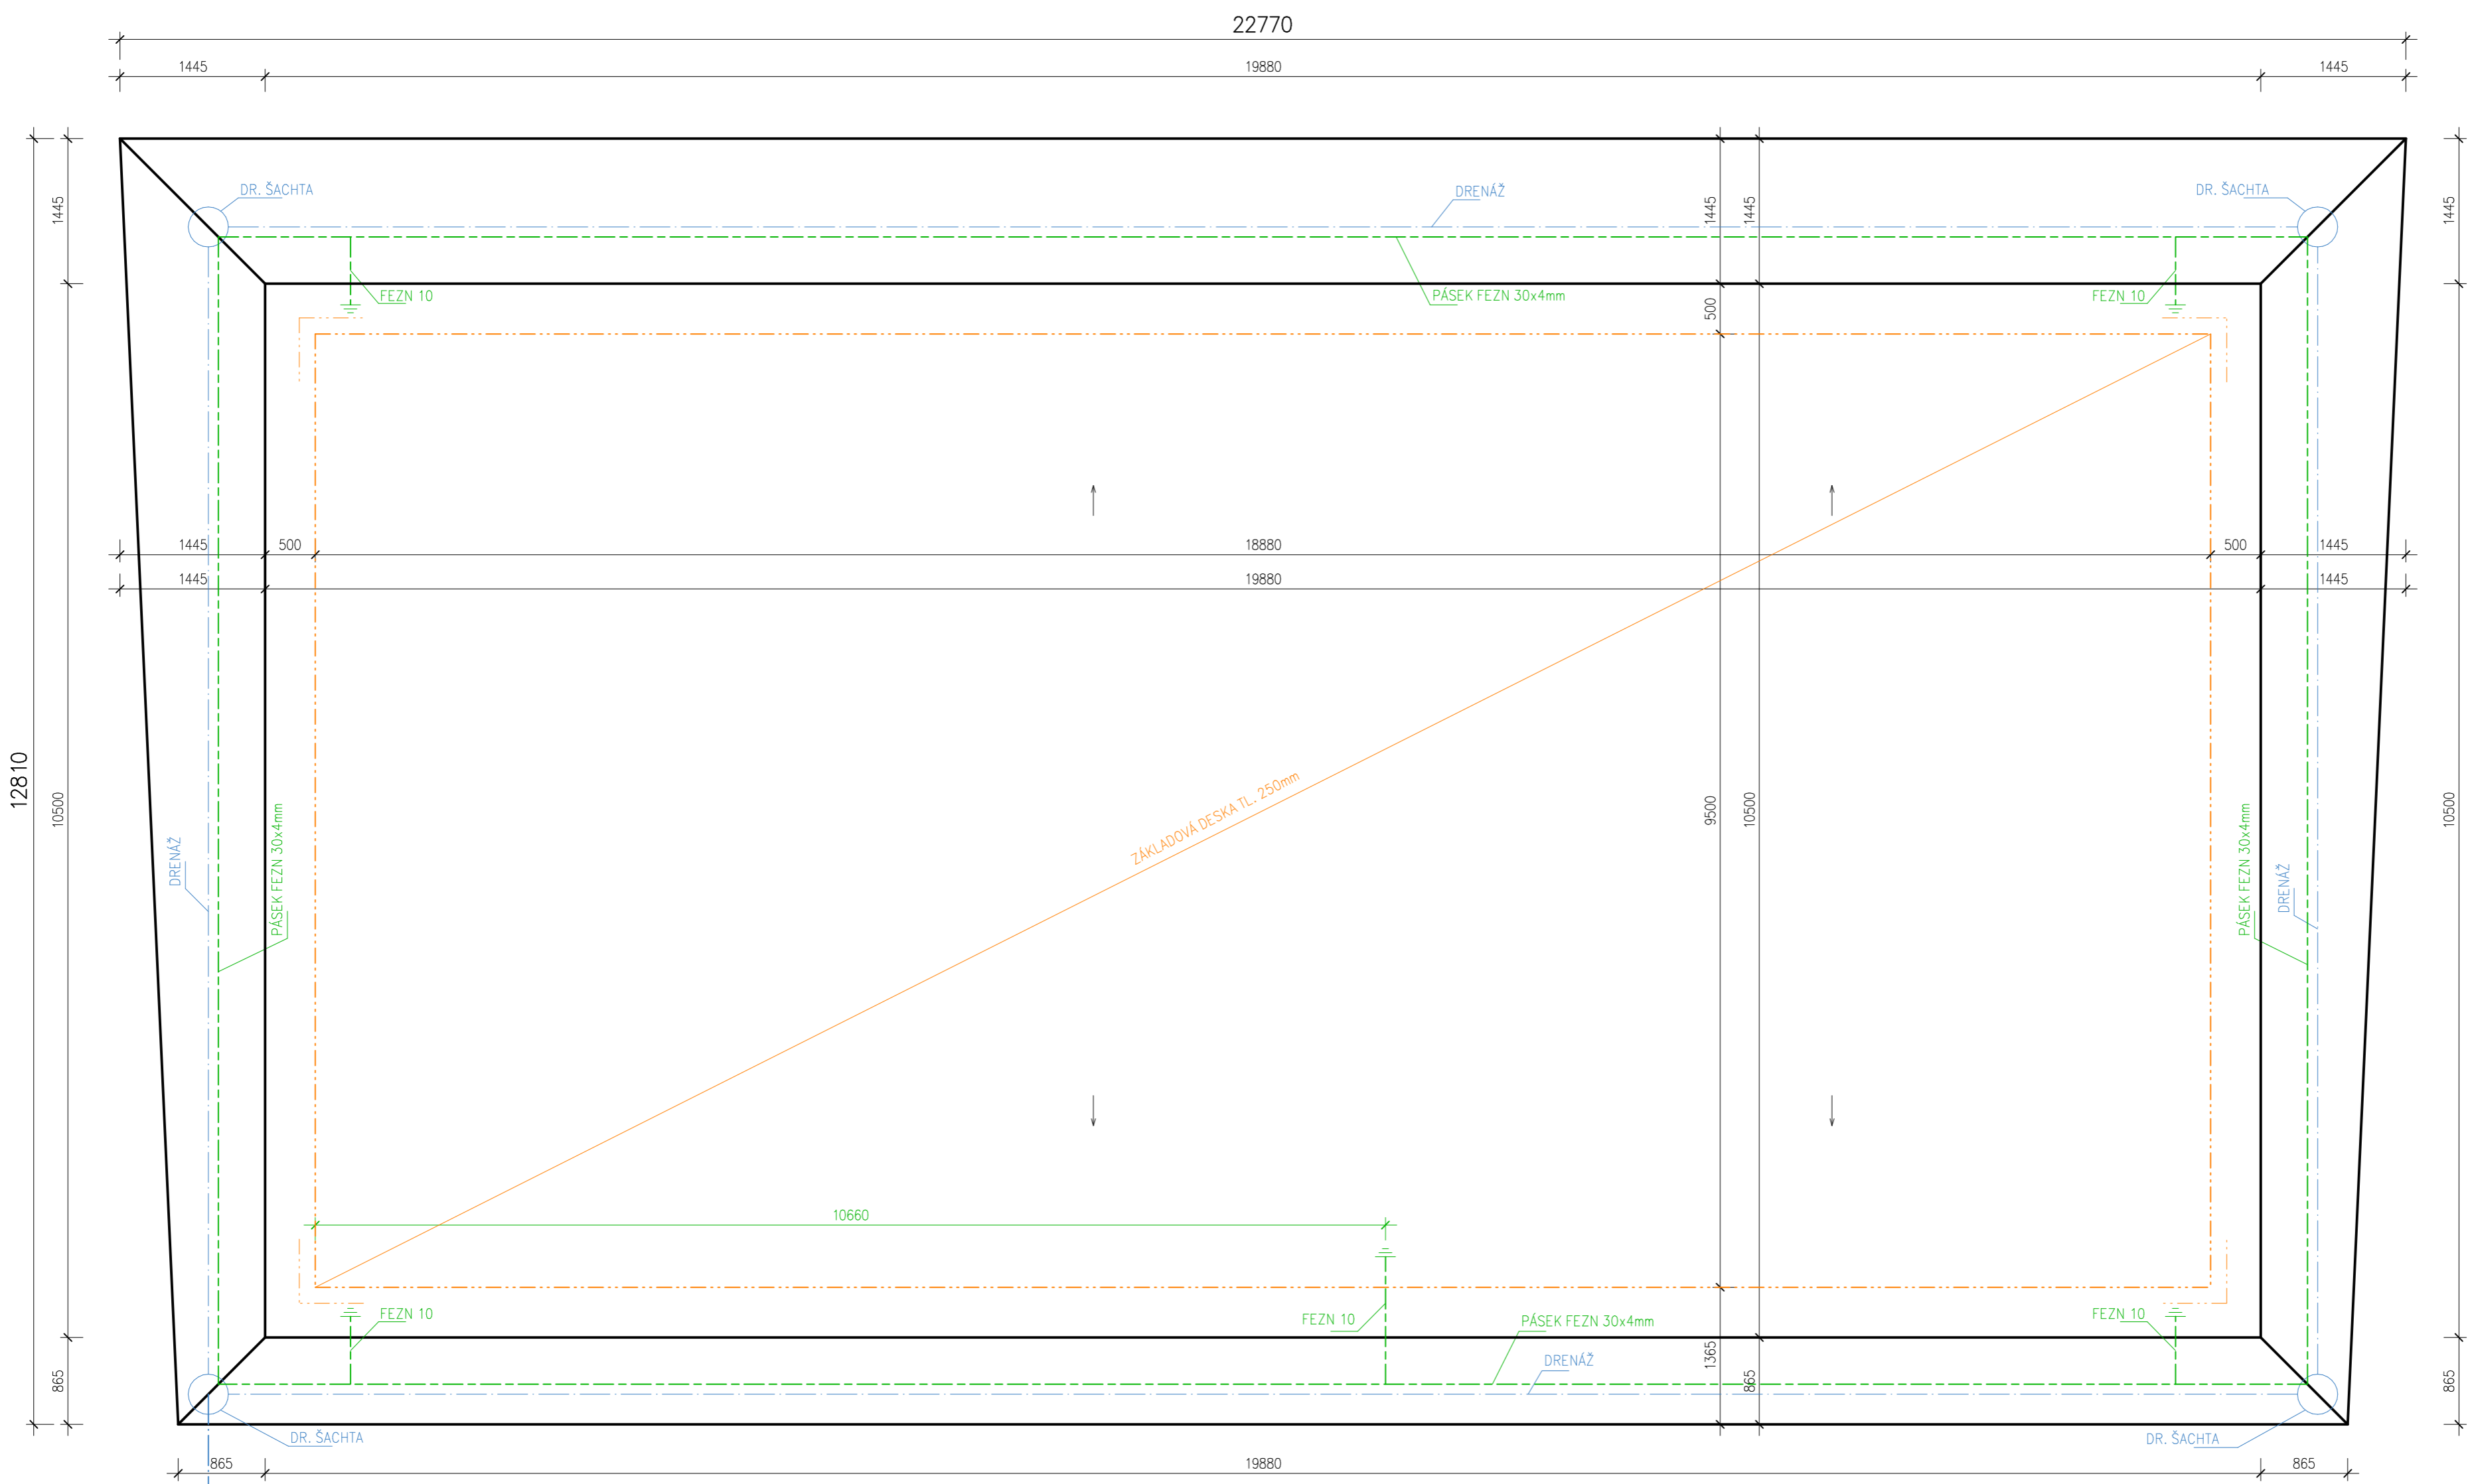 22770
1445
19880
1445
DR. ŠACHTA
DRENÁŽ
DR. ŠACHTA
1445
1445
1445
1445
FEZN 10
PÁSEK FEZN 30x4mm
500
FEZN 10
1445
500
18880
500
1445
1445
19880
1445
12810
10500
DRENÁŽ
PÁSEK FEZN 30x4mm
ZÁKLADOVÁ DESKA TL. 250mm
9500
10500
PÁSEK FEZN 30x4mm
DRENÁŽ
10500
10660
FEZN 10
FEZN 10
PÁSEK FEZN 30x4mm
FEZN 10
865
1365
865
DRENÁŽ
865
DR. ŠACHTA
DR. ŠACHTA
865
19880
865